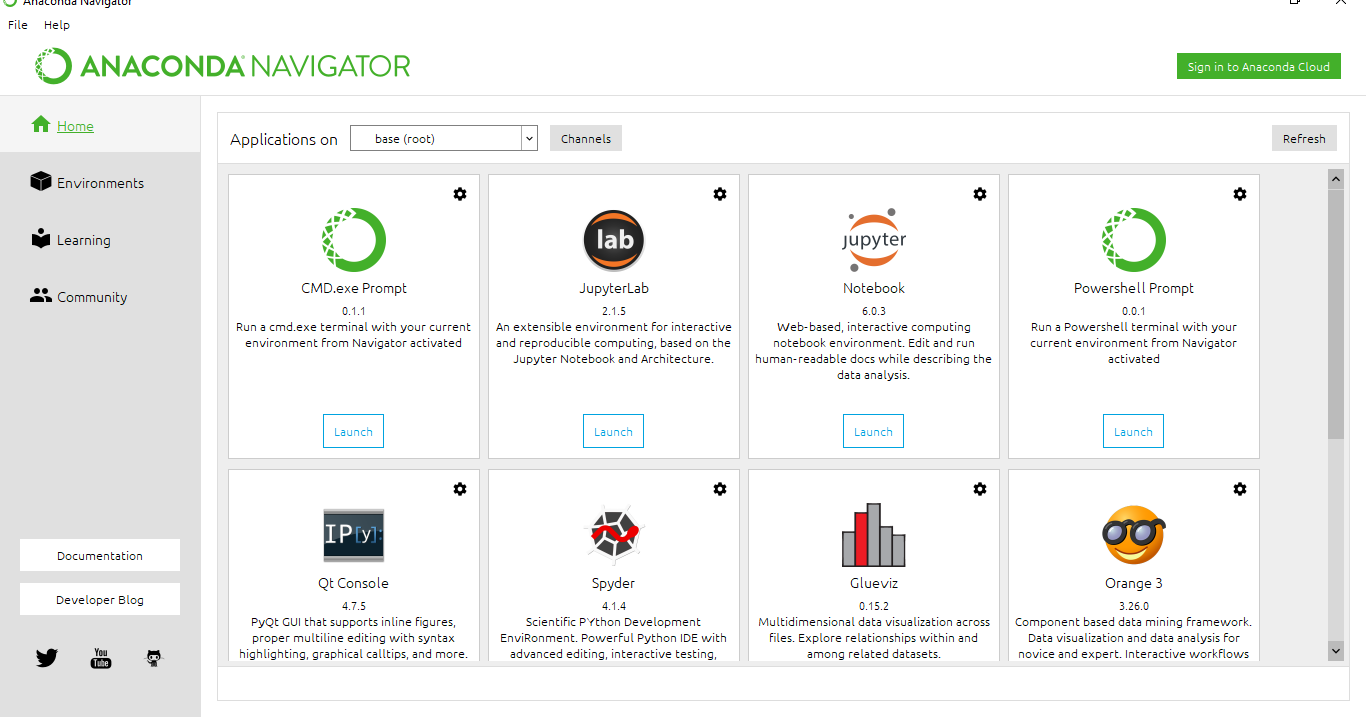 Anaconda Navigator
File Help
ANACONDA NAVIGATOR
Sign in to Anaconda Cloud
Home
Environments
Learning
Community
Documentation
Developer Blog
You
Tube
Applications on base (root) Channels Refresh
CMD.exe Prompt
0.1.1
Run a cmd.exe terminal with your current
environment from Navigator activated
Launch
lab
JupyterLab
2.1.5
An extensible environment for interactive
and reproducible computing, based on the
Jupyter Notebook and Architecture.
Launch
jupyter
Notebook
6.0.3
Web-based, interactive computing
notebook environment. Edit and run
human-readable docs while describing the
data analysis.
Launch
Powershell Prompt
0.0.1
Run a Powershell terminal with your
current environment from Navigator
activated
Launch
IP[y]:
Qt Console
4.7.5
PyQt GUI that supports inline figures,
proper multiline editing with syntax
highlighting, graphical calltips, and more.
Spyder
4.1.4
Scientific PYthon Development
EnviRonment. Powerful Python IDE with
advanced editing, interactive testing,
Glueviz
0.15.2
Multidimensional data visualization across
files. Explore relationships within and
among related datasets.
Orange 3
3.26.0
Component based data mining framework.
Data visualization and data analysis for
novice and expert. Interactive workflows